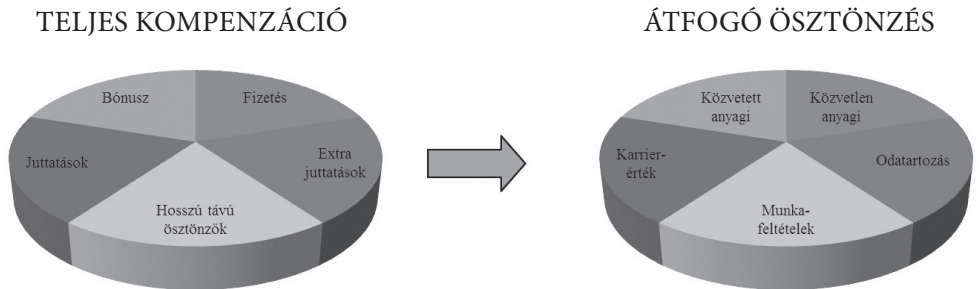 TELJES KOMPENZÁCIÓ
Bónusz
Fizetés
Juttatások
Extra
juttatások
Hosszú távú
ösztönzők
ÁTFOGÓ ÖSZTÖNZÉS
Közvetett
anyagi
Közvetlen
anyagi
Karrier-
érték
Odatartozás
Munka-
feltételek